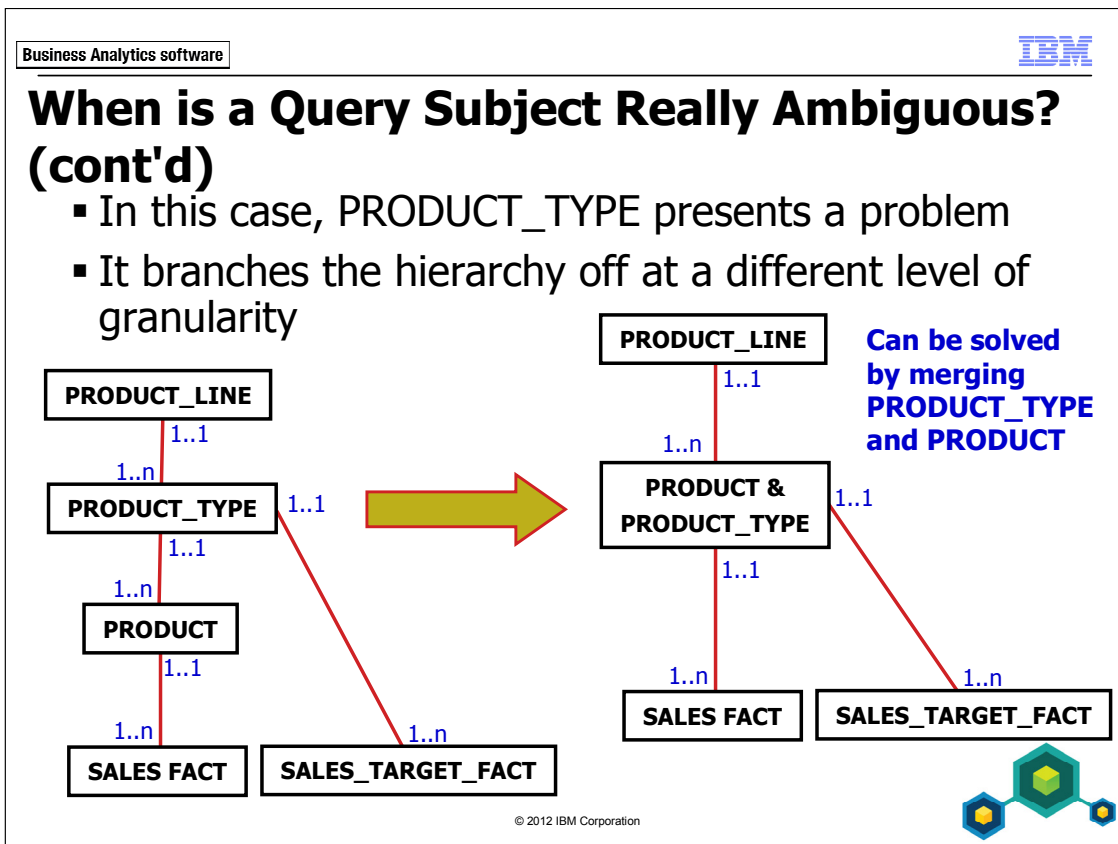 Business Analytics software
IBM
When is a Query Subject Really Ambiguous?
(cont'd)
▪ In this case, PRODUCT_TYPE presents a problem
▪ It branches the hierarchy off at a different level of
granularity
PRODUCT_LINE
1..1
1..n
PRODUCT_TYPE
1..1
1..1
1..n
PRODUCT
1..1
1..n
1..n
SALES FACT
SALES_TARGET_FACT
PRODUCT_LINE
1..1
1..n
PRODUCT &
PRODUCT_TYPE
1..1
1..1
1..n
1..n
SALES FACT
SALES_TARGET_FACT
Can be solved
by merging
PRODUCT_TYPE
and PRODUCT
© 2012 IBM Corporation